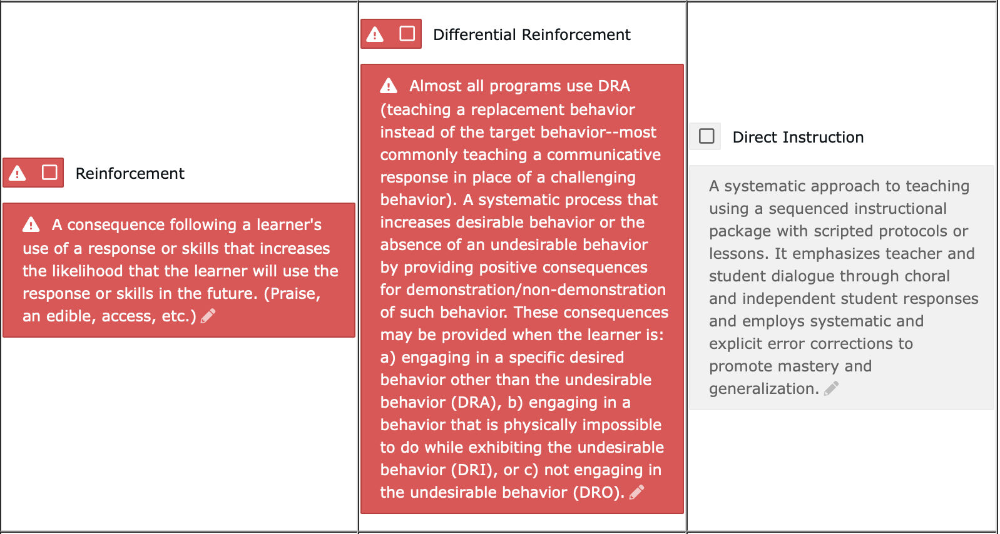 Reinforcement
A consequence following a learner's
use of a response or skills that increases
the likelihood that the learner will use the
response or skills in the future. (Praise,
an edible, access, etc.)
Differential Reinforcement
Almost all programs use DRA
(teaching a replacement behavior
instead of the target behavior--most
commonly teaching a communicative
response in place of a challenging
behavior). A systematic process that
increases desirable behavior or the
absence of an undesirable behavior
by providing positive consequences
for demonstration/non-demonstration
of such behavior. These consequences
may be provided when the learner is:
a) engaging in a specific desired
behavior other than the undesirable
behavior (DRA), b) engaging in a
behavior that is physically impossible
to do while exhibiting the undesirable
behavior (DRI), or c) not engaging in
the undesirable behavior (DRO).
Direct Instruction
A systematic approach to teaching
using a sequenced instructional
package with scripted protocols or
lessons. It emphasizes teacher and
student dialogue through choral
and independent student responses
and employs systematic and
explicit error corrections to
promote mastery and
generalization.